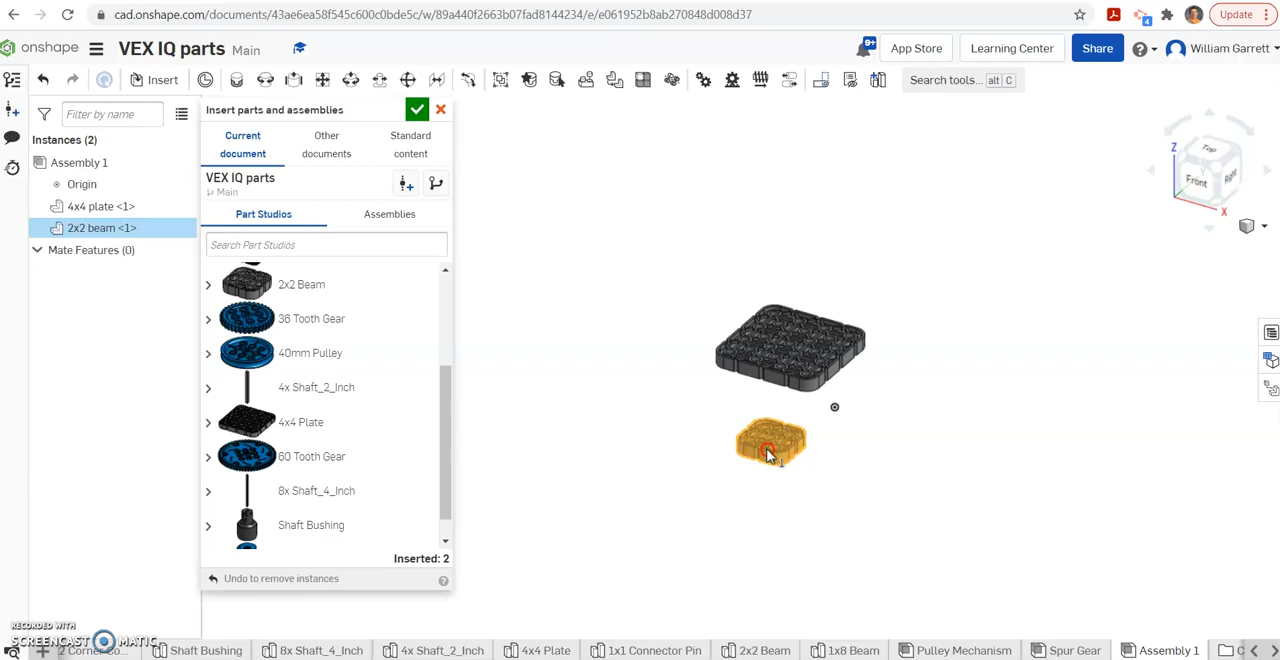 cad.onshape.com/documents/43ae6ea58f545c600c0bde5c/w/89a440f2663b07fad8144234/e/e061952b8ab270848d008d37
4
Update
onshape
VEX IQ parts Main
9+
App Store
Learning Center
Share
William Garrett
Insert
Search tools... alt C
Filter by name
Instances (2)
Assembly 1
Origin
4x4 plate <1>
2x2 beam <1>
Mate Features (0)
Insert parts and assemblies
Current document
Other documents
Standard content
VEX IQ parts
Main
Part Studios
Assemblies
Search Part Studios
2x2 Beam
36 Tooth Gear
40mm Pulley
4x Shaft_2_Inch
4x4 Plate
60 Tooth Gear
8x Shaft_4_Inch
Shaft Bushing
Inserted: 2
Undo to remove instances
1
Z
Top
Front
Right
X
RECORDED WITH
SCREENCAST MATIC
Shaft Bushing
8x Shaft_4_Inch
4x Shaft_2_Inch
4x4 Plate
1x1 Connector Pin
2x2 Beam
1x8 Beam
Pulley Mechanism
Spur Gear
Assembly 1